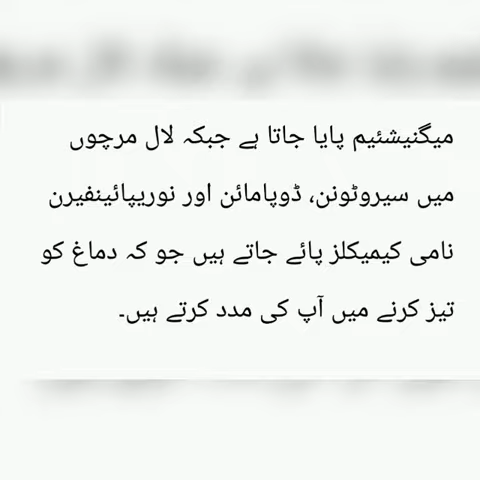 میگنیشئیم پایا جاتا ہے جبکہ لال مرچوں
میں سیروٹونن، ڈوپامائن اور نوریپائینفیرن
نامی کیمیکلز پائے جاتے ہیں جو کہ دماغ کو
تیز کرنے میں آپ کی مدد کرتے ہیں۔